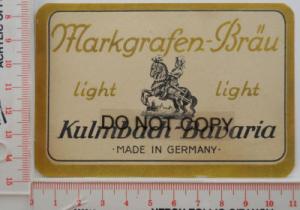 Markgrafen-Bräu
light light
DO NOT COPY
Kulmbach Bavaria
· MADE IN GERMANY ·